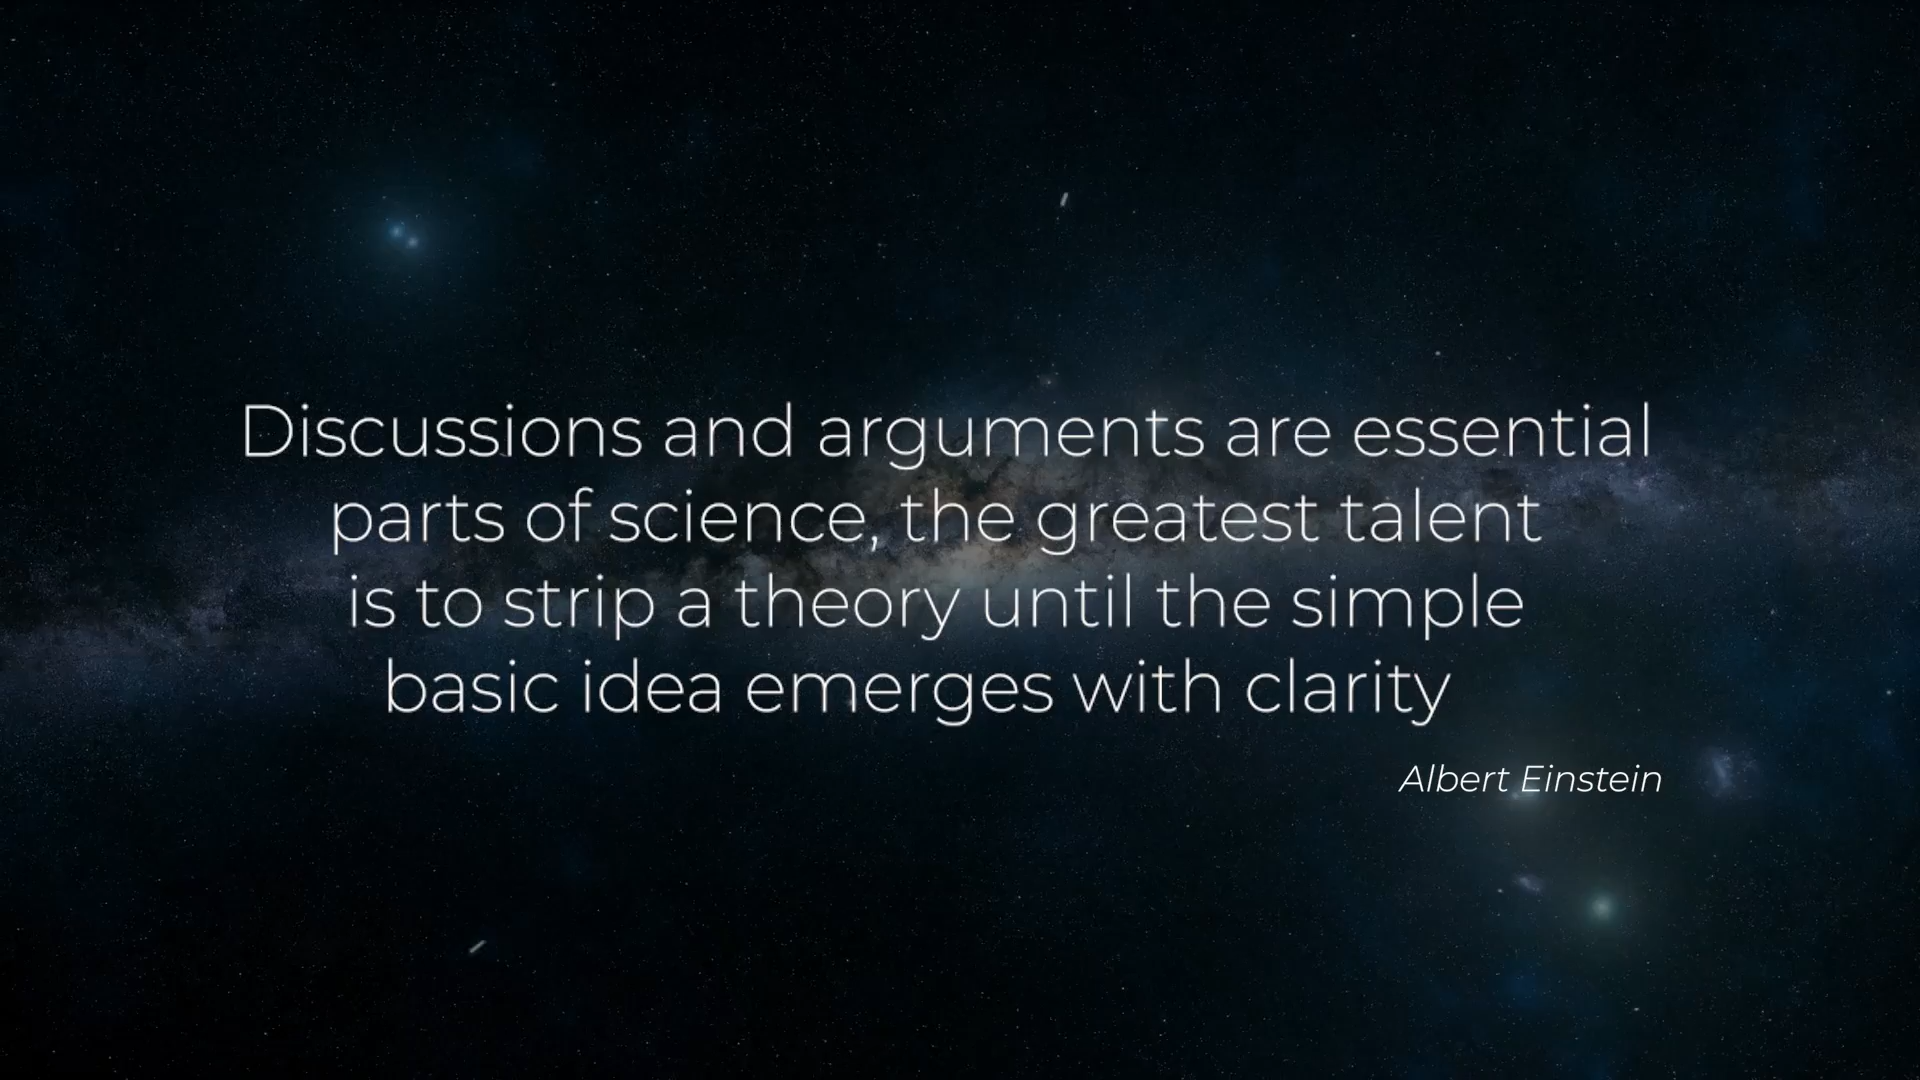 Discussions and arguments are essential
parts of science, the greatest talent
is to strip a theory until the simple
basic idea emerges with clarity
Albert Einstein